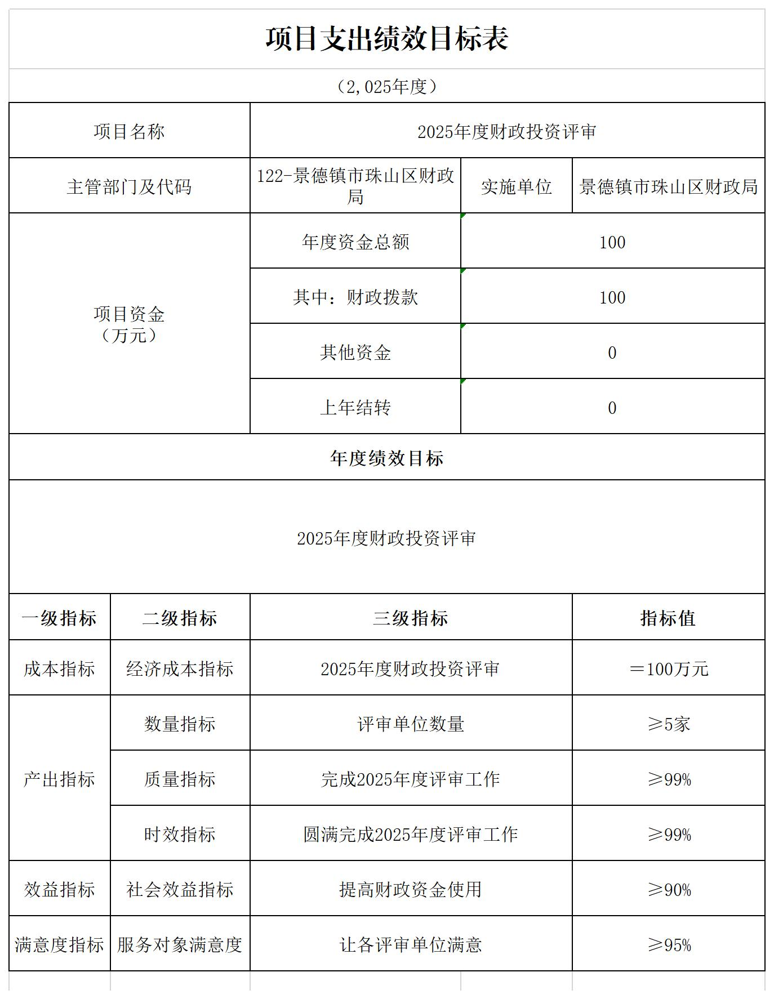 项目支出绩效目标表
（2,025年度）
项目名称
2025年度财政投资评审
主管部门及代码
122-景德镇市珠山区财政
局
实施单位
景德镇市珠山区财政局
项目资金
（万元）
年度资金总额
100
其中：财政拨款
100
其他资金
0
上年结转
0
年度绩效目标
2025年度财政投资评审
一级指标
二级指标
三级指标
指标值
成本指标
经济成本指标
2025年度财政投资评审
＝100万元
产出指标
数量指标
评审单位数量
≥5家
质量指标
完成2025年度评审工作
≥99%
时效指标
圆满完成2025年度评审工作
≥99%
效益指标
社会效益指标
提高财政资金使用
≥90%
满意度指标
服务对象满意度
让各评审单位满意
≥95%